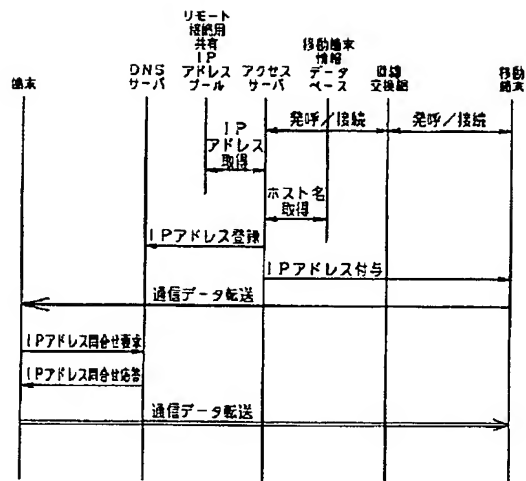 リモート
接続用
共有
IP
アドレス
プール
移動端末
情報
データ
ベース
端末
DNS
サーバ
アクセス
サーバ
回線
交換網
移動
端末
発呼/接続
発呼/接続
IP
アドレス
取得
ホスト名
取得
IPアドレス登録
IPアドレス付与
通信データ転送
IPアドレス問合せ要求
IPアドレス問合せ応答
通信データ転送